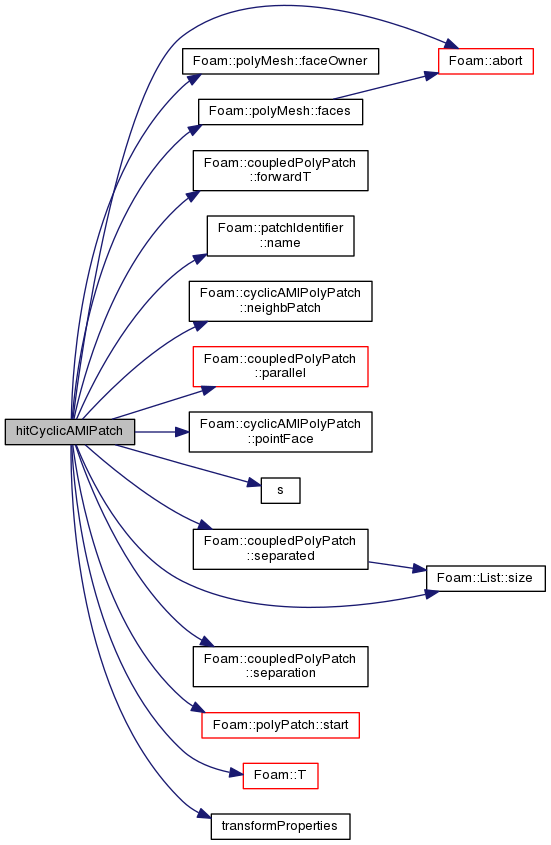 Foam::polyMesh::faceOwner
Foam::abort
Foam::polyMesh::faces
Foam::coupledPolyPatch
::forwardT
Foam::patchIdentifier
::name
Foam::cyclicAMIPolyPatch
::neighbPatch
Foam::coupledPolyPatch
::parallel
hitCyclicAMIPatch
Foam::cyclicAMIPolyPatch
::pointFace
s
Foam::coupledPolyPatch
::separated
Foam::List::size
Foam::coupledPolyPatch
::separation
Foam::polyPatch::start
Foam::T
transformProperties